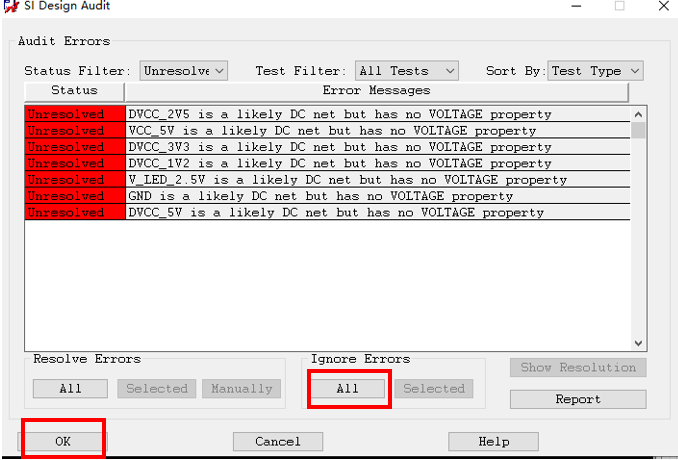 SI Design Audit
Audit Errors
Status Filter: Unresolve Test Filter: All Tests Sort By: Test Type
Status Error Messages
Unresolved DVCC_2V5 is a likely DC net but has no VOLTAGE property
Unresolved VCC_5V is a likely DC net but has no VOLTAGE property
Unresolved DVCC_3V3 is a likely DC net but has no VOLTAGE property
Unresolved DVCC_1V2 is a likely DC net but has no VOLTAGE property
Unresolved V_LED_2.5V is a likely DC net but has no VOLTAGE property
Unresolved GND is a likely DC net but has no VOLTAGE property
Unresolved DVCC_5V is a likely DC net but has no VOLTAGE property
Resolve Errors Ignore Errors
Show Resolution
All Selected Manually All Selected
Report
OK Cancel Help